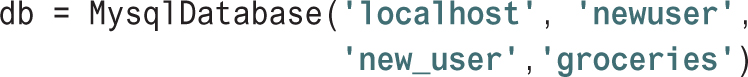 db = MysqlDatabase('localhost', 'newuser',
'new_user','groceries')